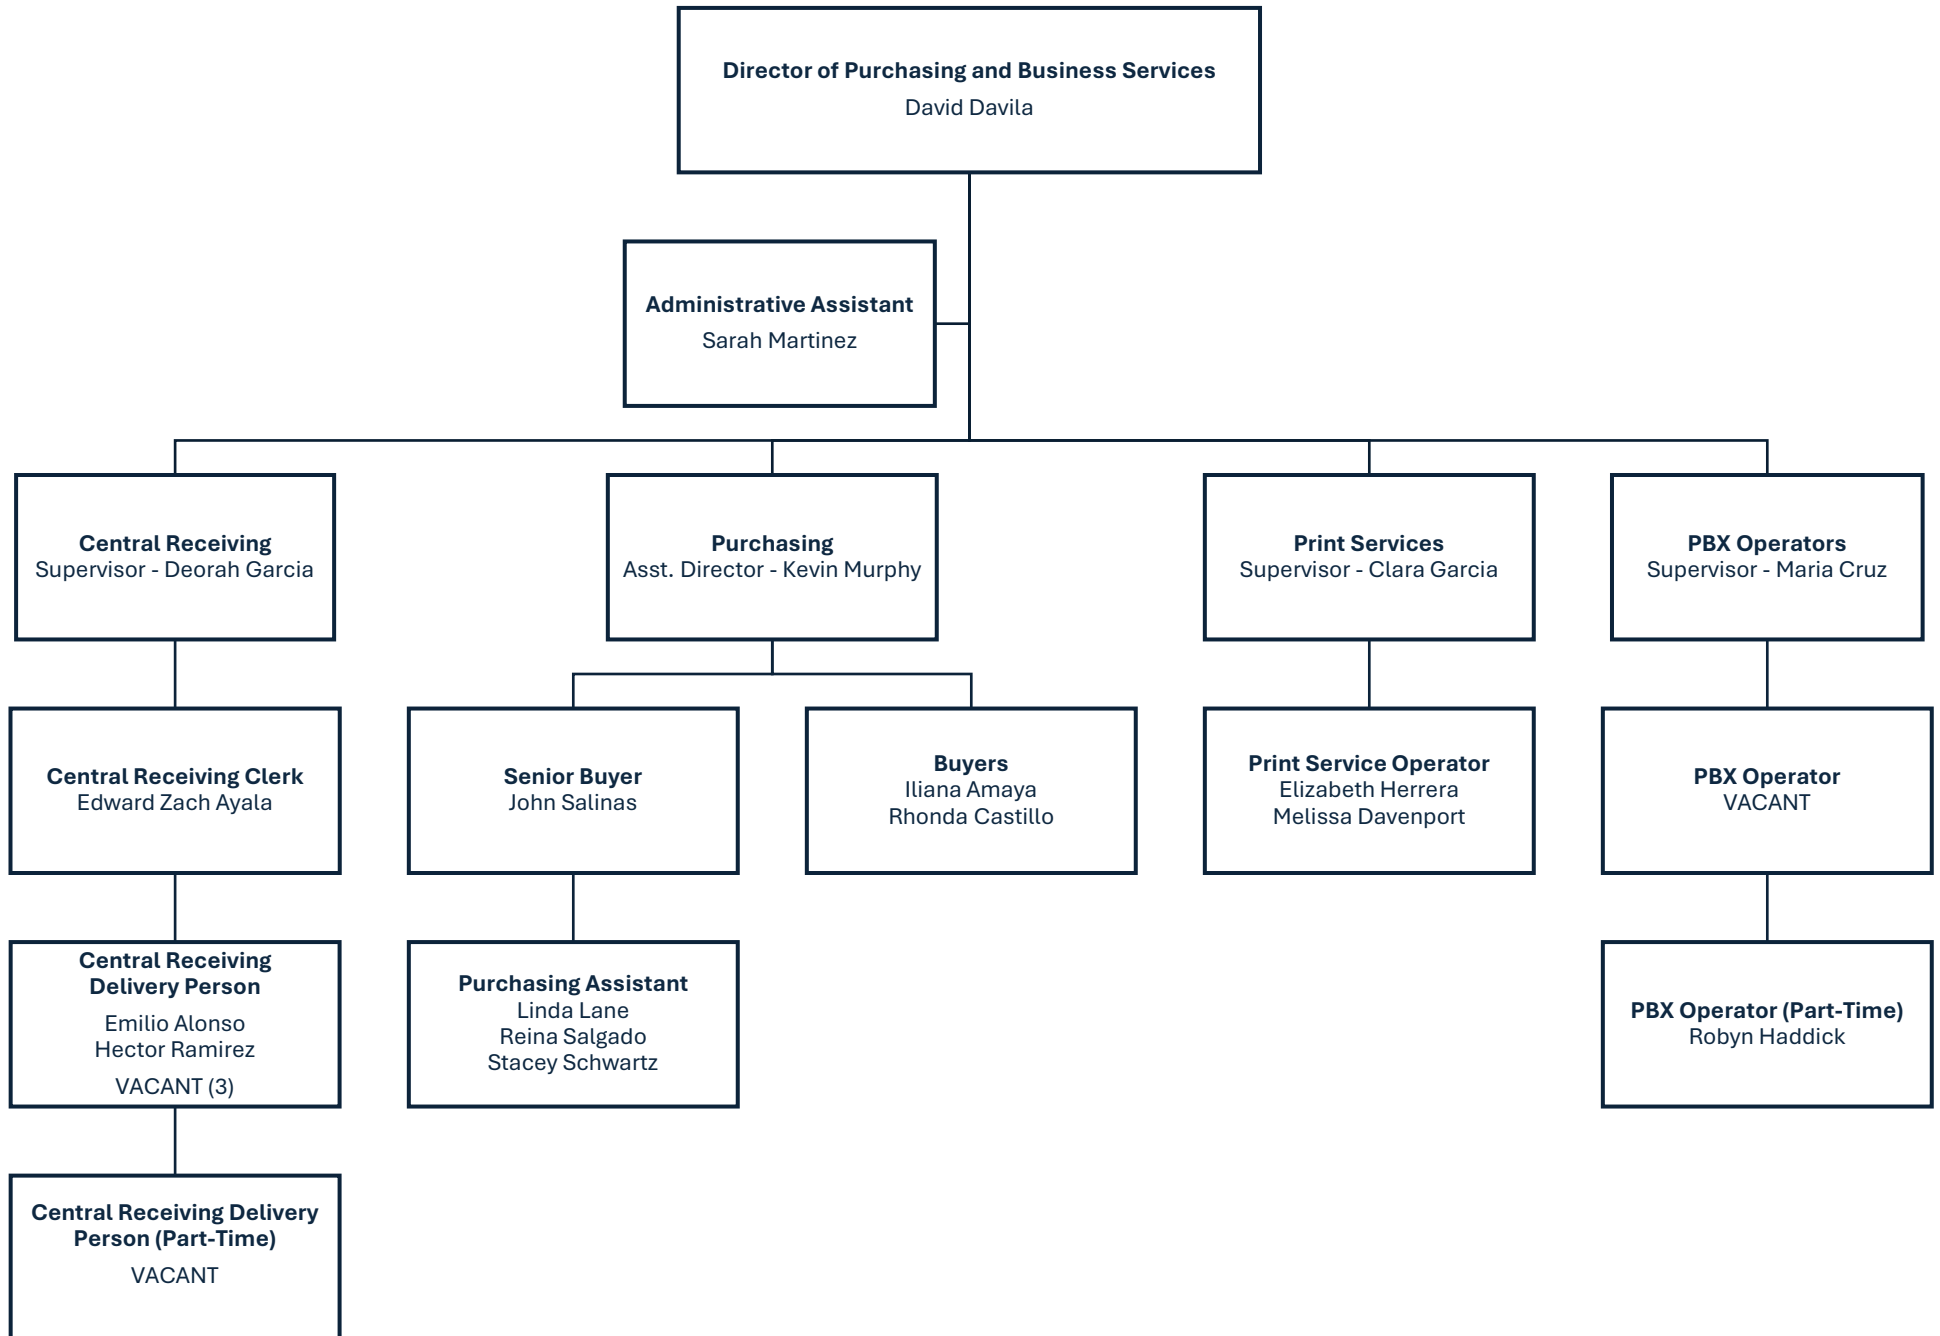 Director of Purchasing and Business Services
David Davila
Administrative Assistant
Sarah Martinez
Central Receiving
Supervisor - Deorah Garcia
Purchasing
Asst. Director - Kevin Murphy
Print Services
Supervisor - Clara Garcia
PBX Operators
Supervisor - Maria Cruz
Central Receiving Clerk
Edward Zach Ayala
Senior Buyer
John Salinas
Buyers
Iliana Amaya
Rhonda Castillo
Print Service Operator
Elizabeth Herrera
Melissa Davenport
PBX Operator
VACANT
Central Receiving
Delivery Person
Emilio Alonso
Hector Ramirez
VACANT (3)
Purchasing Assistant
Linda Lane
Reina Salgado
Stacey Schwartz
PBX Operator (Part-Time)
Robyn Haddick
Central Receiving Delivery
Person (Part-Time)
VACANT